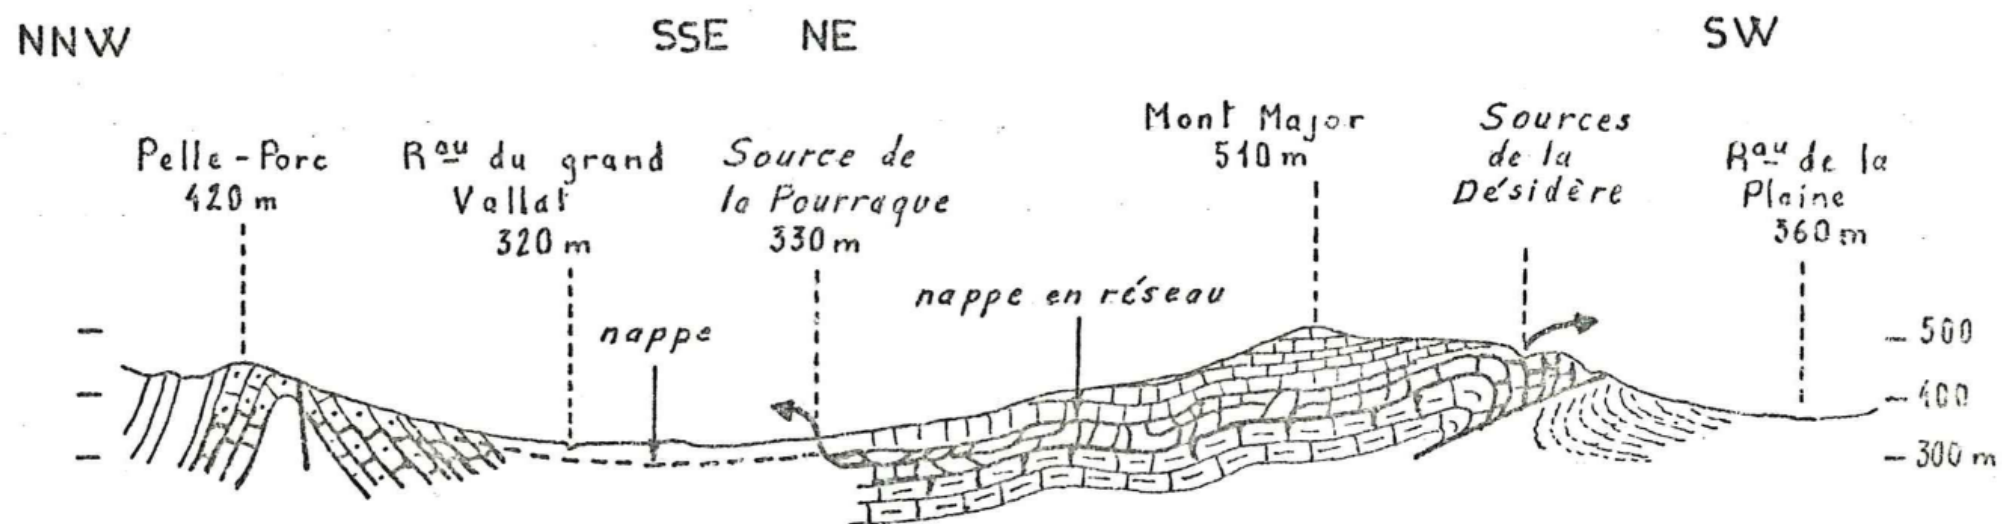 NNW SSE NE SW
Pelle-Porc
420 m
Rau du grand
Vallat
320 m
Source de
la Pourraque
330 m
Mont Major
510 m
Sources
de la
Désidère
Rau de la
Plaine
360 m
nappe
nappe en réseau
500
400
300 m